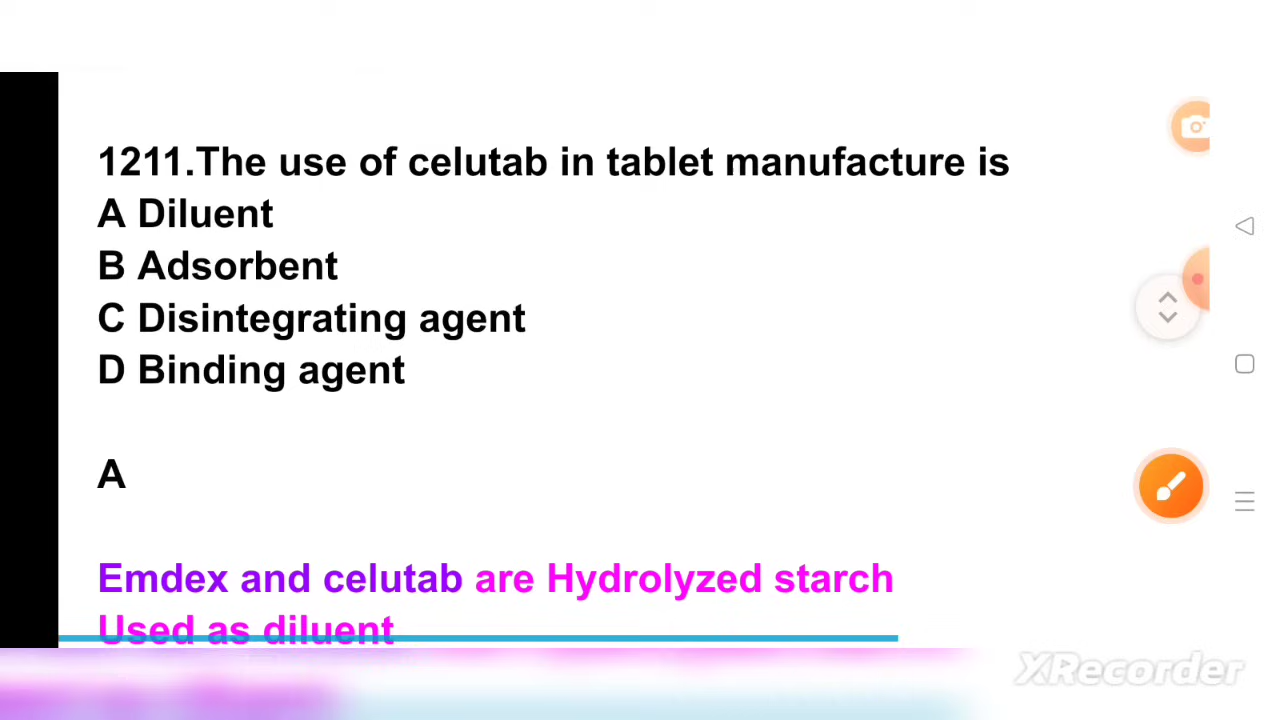 1211.The use of celutab in tablet manufacture is
A Diluent
B Adsorbent
C Disintegrating agent
D Binding agent
A
Emdex and celutab are Hydrolyzed starch
Used as diluent
XRecorder